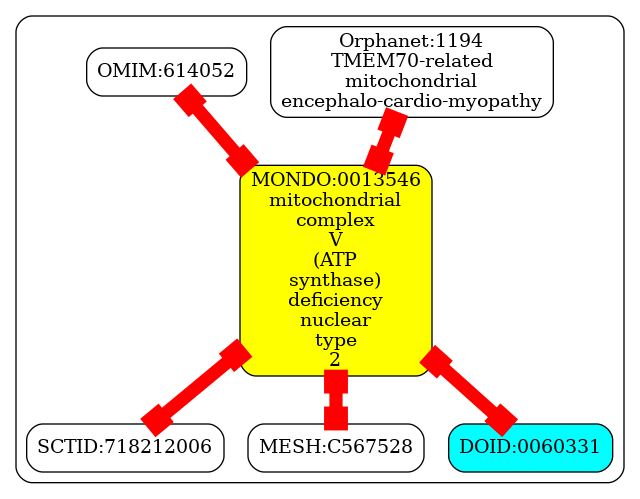 OMIM:614052
Orphanet:1194
TMEM70-related
mitochondrial
encephalo-cardio-myopathy
MONDO:0013546
mitochondrial
complex
V
(ATP
synthase)
deficiency
nuclear
type
2
SCTID:718212006
MESH:C567528
DOID:0060331